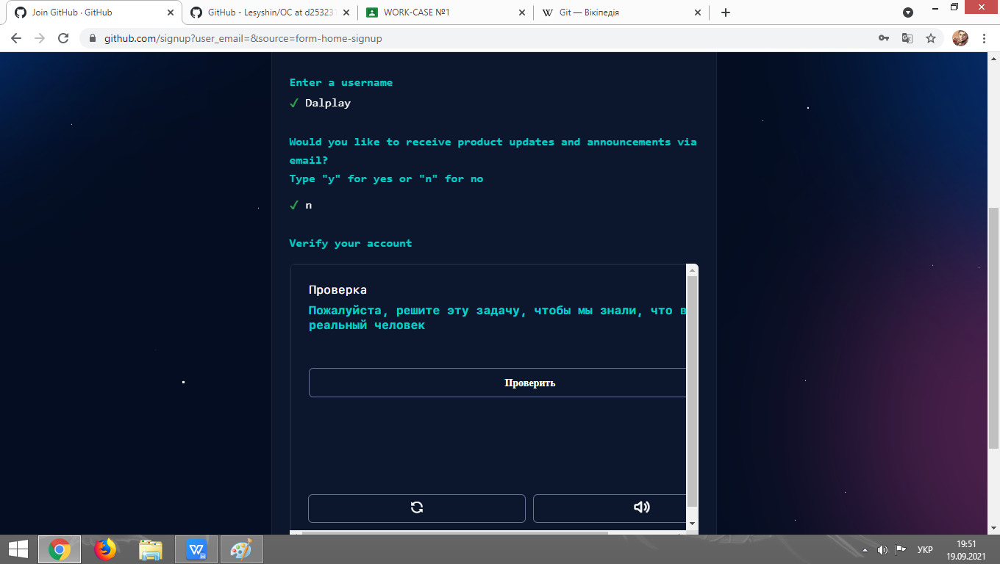 Join GitHub · GitHub
GitHub - Lesyshin/OC at d253231
WORK-CASE №1
Git — Вікіпедія
github.com/signup?user_email=&source=form-home-signup
Enter a username
✓ Dalplay
Would you like to receive product updates and announcements via
email?
Type "y" for yes or "n" for no
✓ n
Verify your account
Проверка
Пожалуйста, решите эту задачу, чтобы мы знали, что в
реальный человек
Проверить
УКР
19:51
19.09.2021